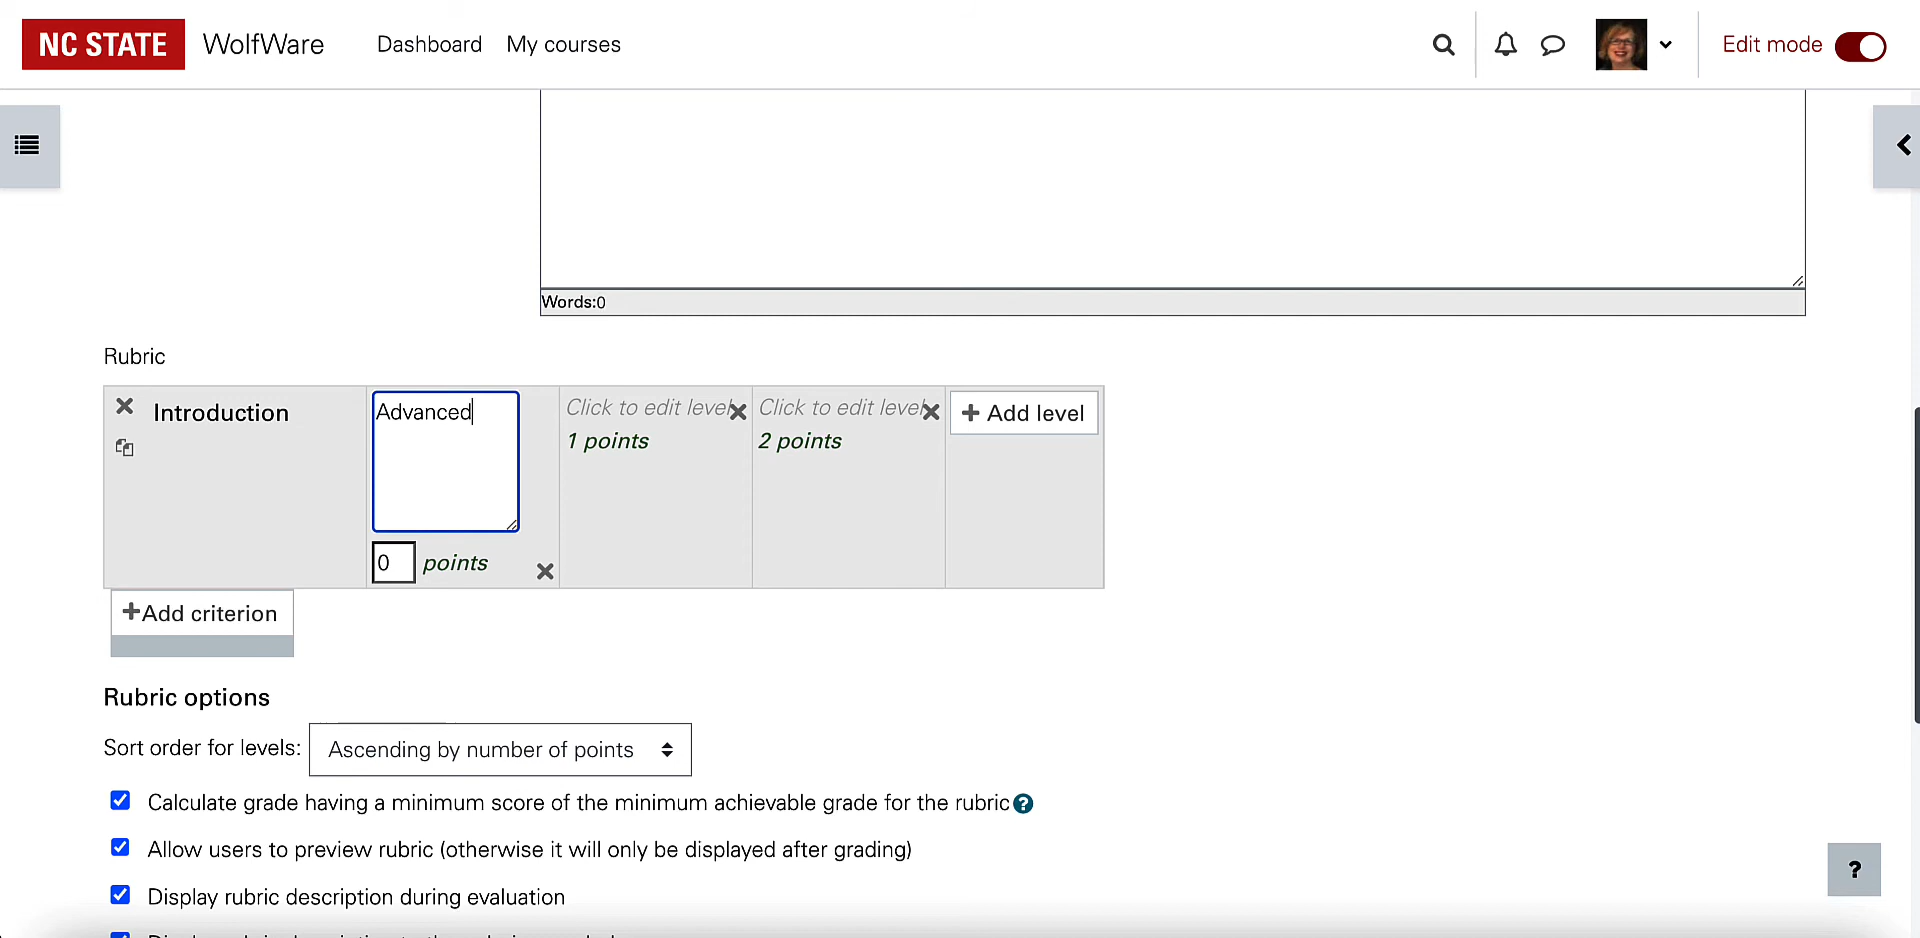 NC STATE WolfWare Dashboard My courses Edit mode
Words:0
Rubric
Introduction Advanced Click to edit level Click to edit level + Add level
1 points 2 points
0 points
+Add criterion
Rubric options
Sort order for levels: Ascending by number of points
Calculate grade having a minimum score of the minimum achievable grade for the rubric ?
Allow users to preview rubric (otherwise it will only be displayed after grading)
?
Display rubric description during evaluation